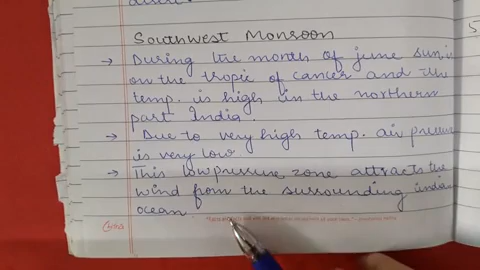 Southwest Monsoon
→ During the month of june sun is
on the tropic of cancer and the
temp. is high in the northern
part India.
→ Due to very high temp. air pressure
is very low.
→ This low pressure zone attracts the
wind from the surrounding indian
ocean
5